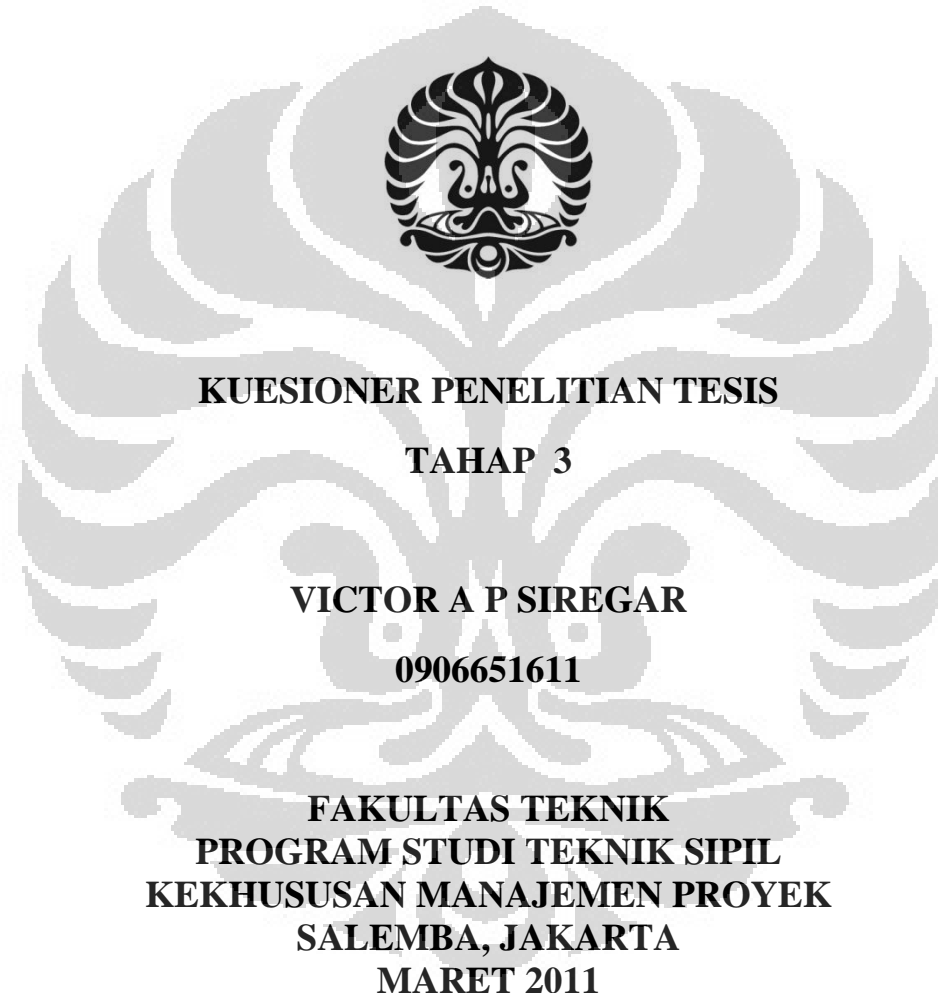 KUESIONER PENELITIAN TESIS
TAHAP 3
VICTOR A P SIREGAR
0906651611
FAKULTAS TEKNIK
PROGRAM STUDI TEKNIK SIPIL
KEKHUSUSAN MANAJEMEN PROYEK
SALEMBA, JAKARTA
MARET 2011